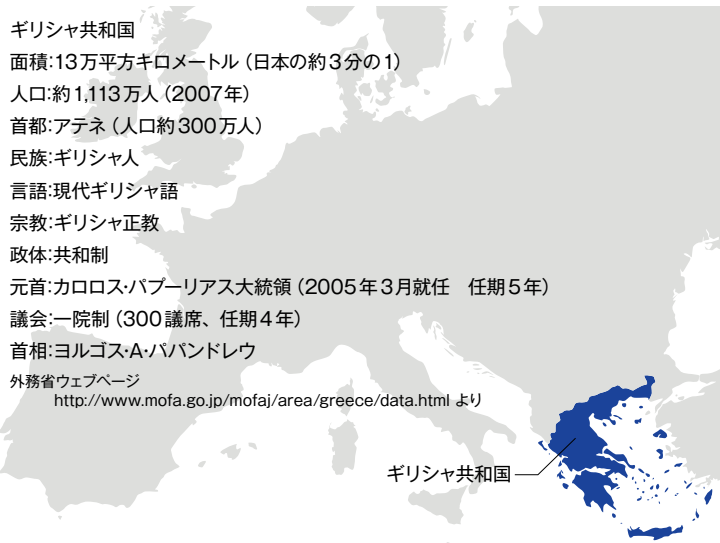 ギリシャ共和国
面積:13万平方キロメートル（日本の約3分の1）
人口:約1,113万人（2007年）
首都:アテネ（人口約300万人）
民族:ギリシャ人
言語:現代ギリシャ語
宗教:ギリシャ正教
政体:共和制
元首:カロロス・パプーリアス大統領（2005年3月就任　任期5年）
議会:一院制（300議席、任期4年）
首相:ヨルゴス・A・パパンドレウ
外務省ウェブページ
http://www.mofa.go.jp/mofaj/area/greece/data.html より
ギリシャ共和国